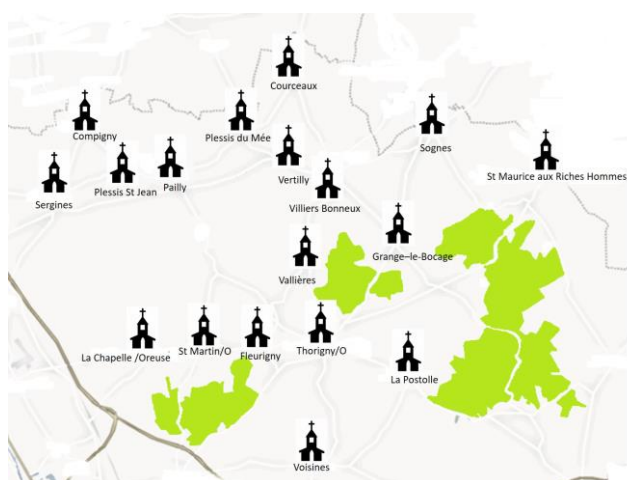 Courceaux
Compigny
Plessis du Mée
Sognes
Vertilly
St Maurice aux Riches Hommes
Sergines
Plessis St Jean
Pailly
Villiers Bonneux
Grange-le-Bocage
Vallières
La Chapelle /Oreuse
St Martin/O
Fleurigny
Thorigny/O
La Postolle
Voisines